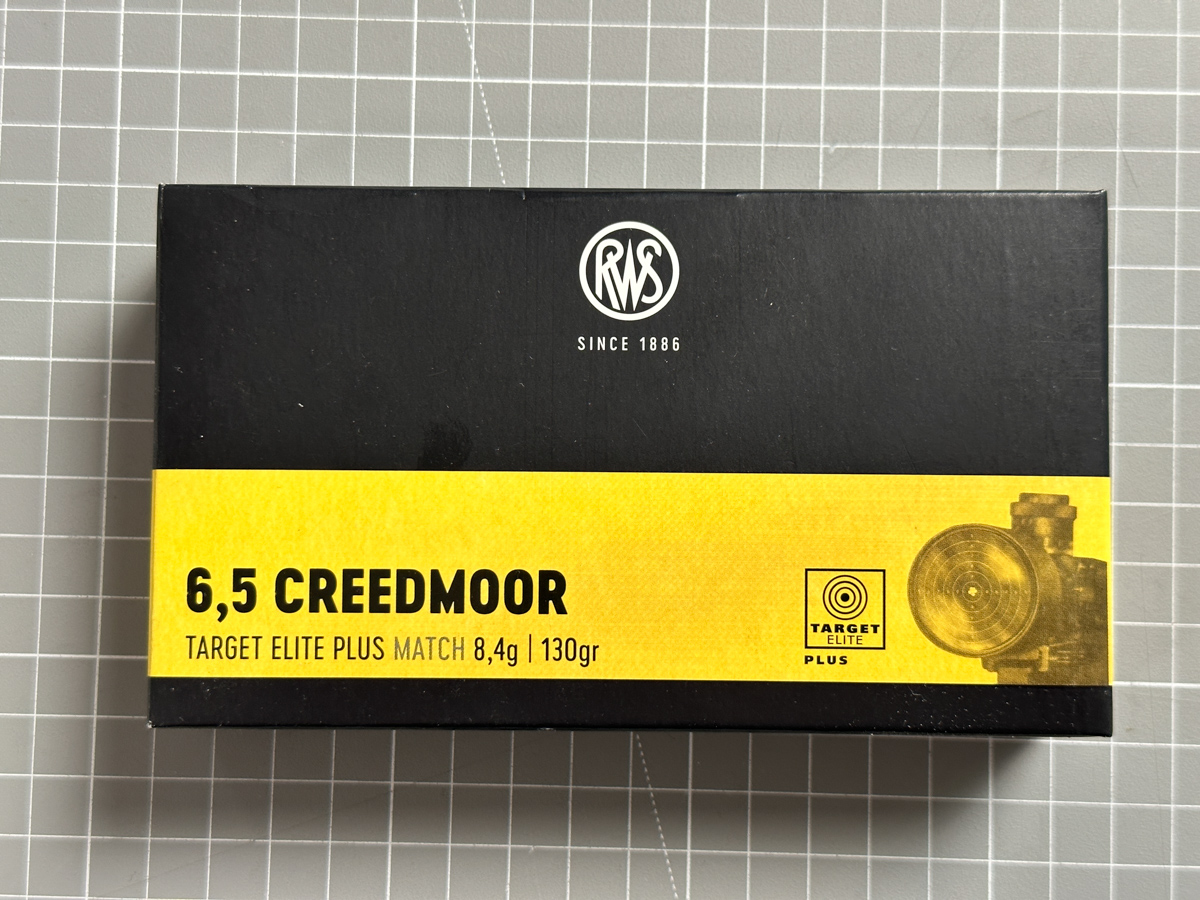 RWS
SINCE 1886
6,5 CREEDMOOR
TARGET ELITE PLUS MATCH 8,4g | 130gr
TARGET
ELITE
PLUS